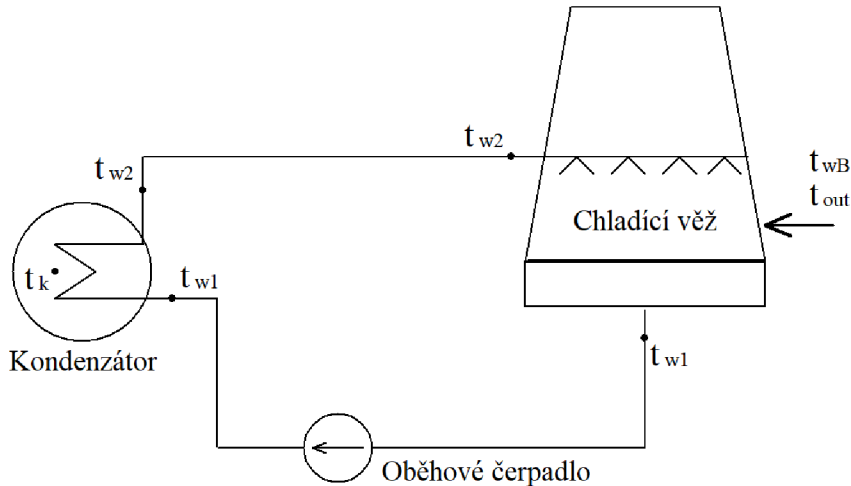 t w2
t w2
t wB
t out
Chladící věž
t k
t w1
Kondenzátor
t w1
Oběhové čerpadlo